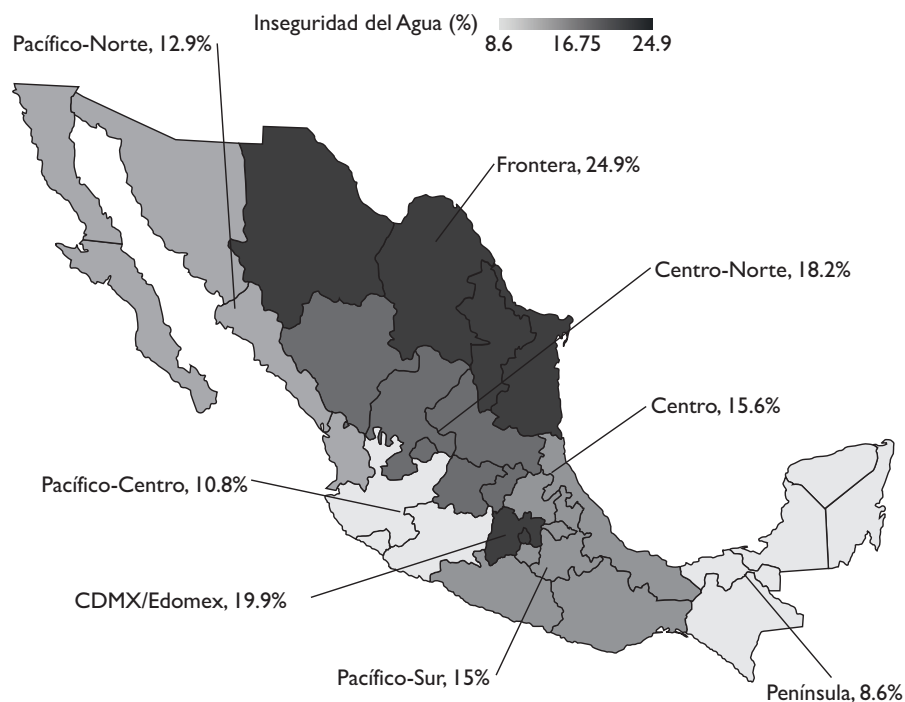 Inseguridad del Agua (%)
8.6 16.75 24.9
Pacífico-Norte, 12.9%
Frontera, 24.9%
Centro-Norte, 18.2%
Centro, 15.6%
Pacífico-Centro, 10.8%
CDMX/Edomex, 19.9%
Pacífico-Sur, 15%
Península, 8.6%